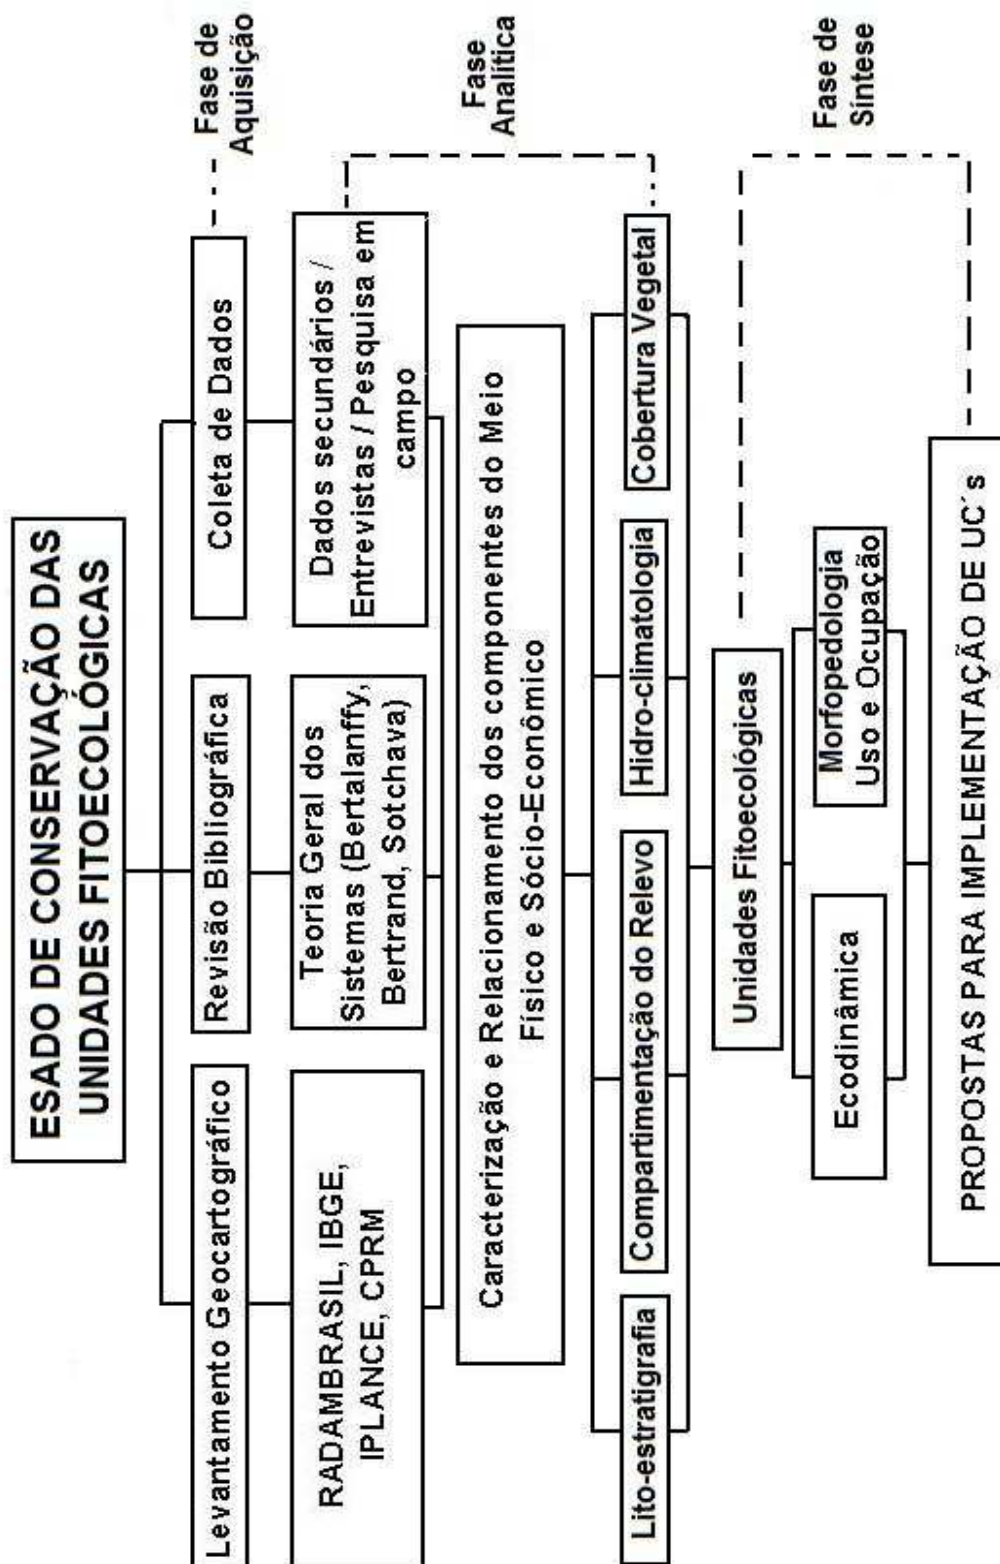 ESADO DE CONSERVAÇÃO DAS
UNIDADES FITOECOLÓGICAS
Levantamento Geocartográfico
Revisão Bibliográfica
Coleta de Dados
Fase de
Aquisição
RADAMBRASIL, IBGE,
IPLANCE, CPRM
Teoria Geral dos
Sistemas (Bertalanffy,
Bertrand, Sotchava)
Dados secundários /
Entrevistas / Pesquisa em
campo
Fase
Analítica
Caracterização e Relacionamento dos componentes do Meio
Físico e Sócio-Econômico
Lito-estratigrafia
Compartimentação do Relevo
Hidro-climatologia
Cobertura Vegetal
Unidades Fitoecológicas
Fase de
Síntese
Ecodinâmica
Morfopedologia
Uso e Ocupação
PROPOSTAS PARA IMPLEMENTAÇÃO DE UC´s